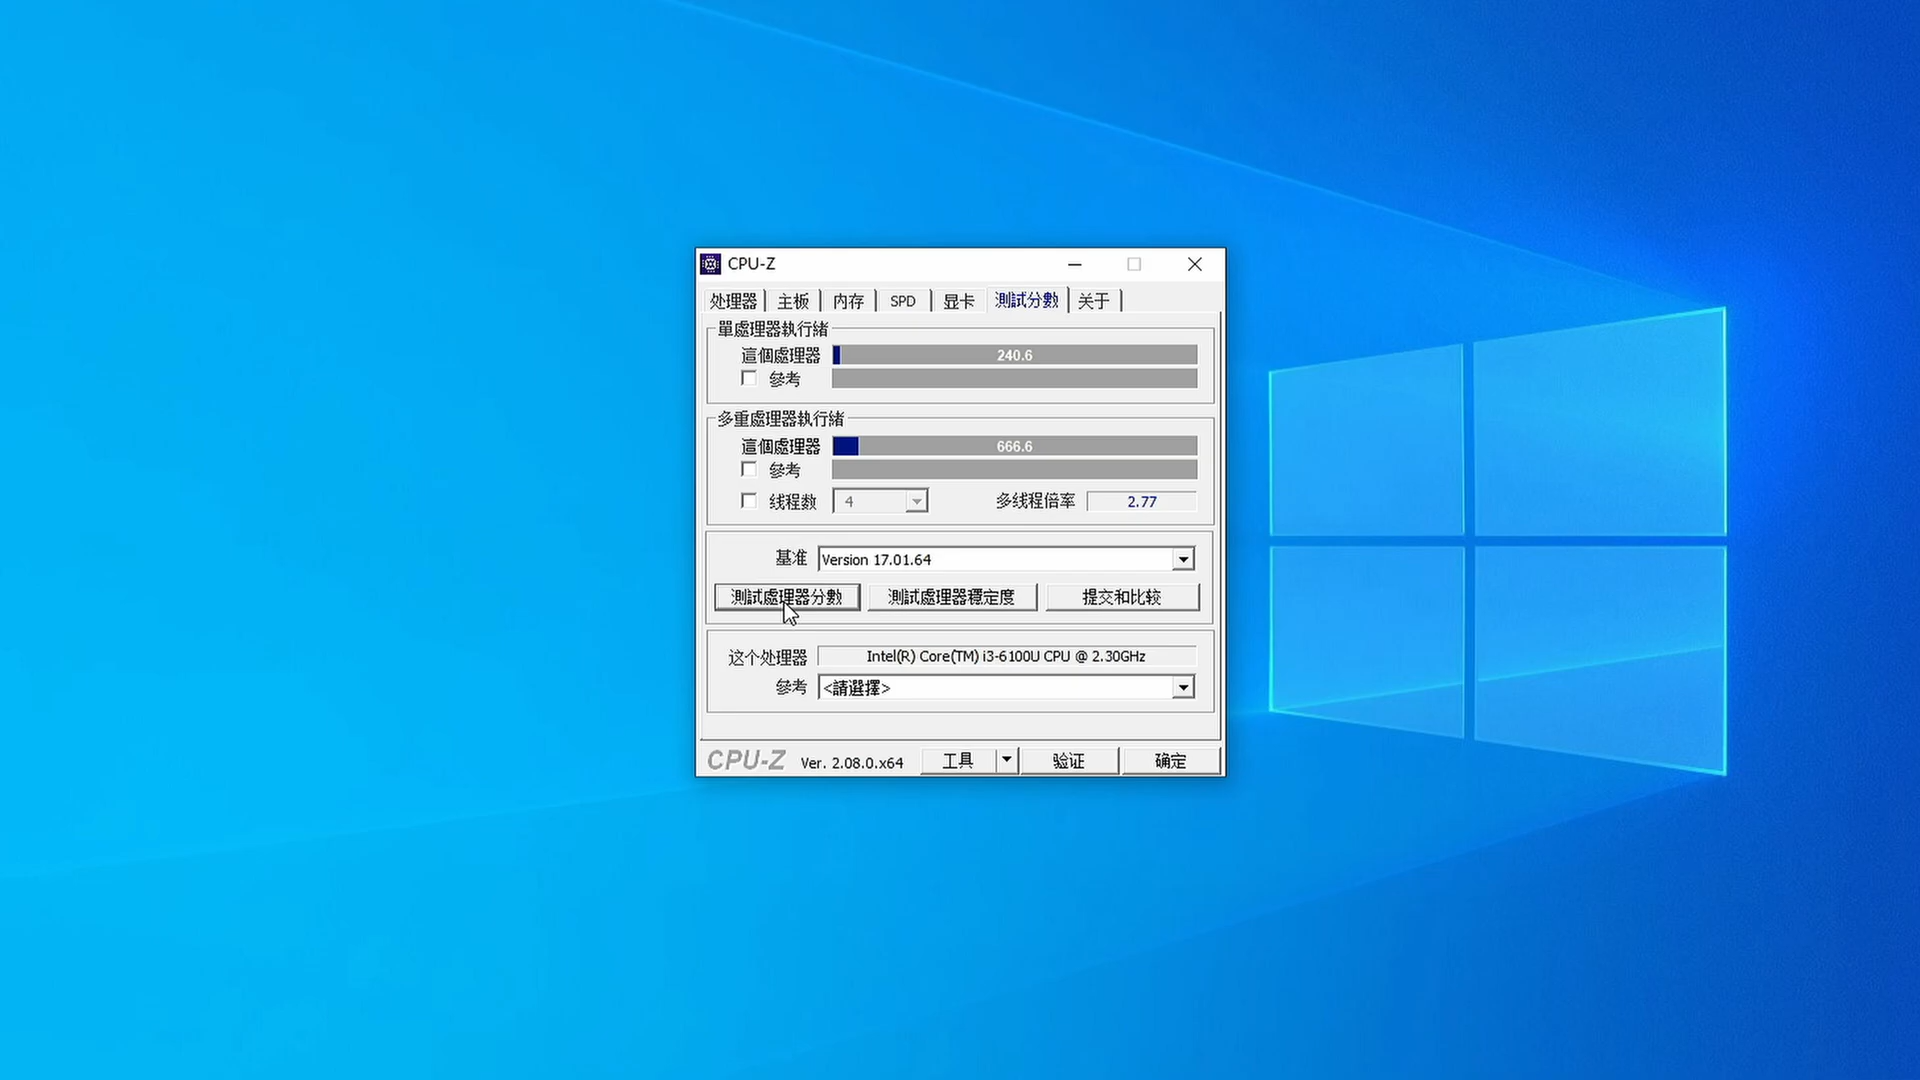 CPU-Z
处理器 主板 内存 SPD 显卡 測試分數 关于
單處理器執行緒
這個處理器 240.6
參考
多重處理器執行緒
這個處理器 666.6
參考
线程数 4 多线程倍率 2.77
基准 Version 17.01.64
測試處理器分數 測試處理器穩定度 提交和比较
这个处理器 Intel(R) Core(TM) i3-6100U CPU @ 2.30GHz
參考 <請選擇>
CPU-Z Ver. 2.08.0.x64 工具 验证 确定